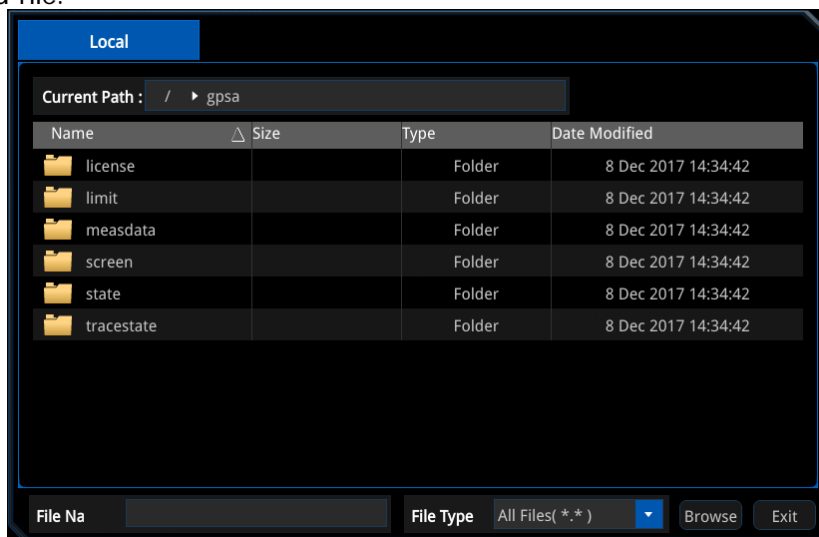 file.
Local
Current Path : / gpsa
Name Size Type Date Modified
license Folder 8 Dec 2017 14:34:42
limit Folder 8 Dec 2017 14:34:42
measdata Folder 8 Dec 2017 14:34:42
screen Folder 8 Dec 2017 14:34:42
state Folder 8 Dec 2017 14:34:42
tracestate Folder 8 Dec 2017 14:34:42
File Na File Type All Files( *.* ) Browse Exit